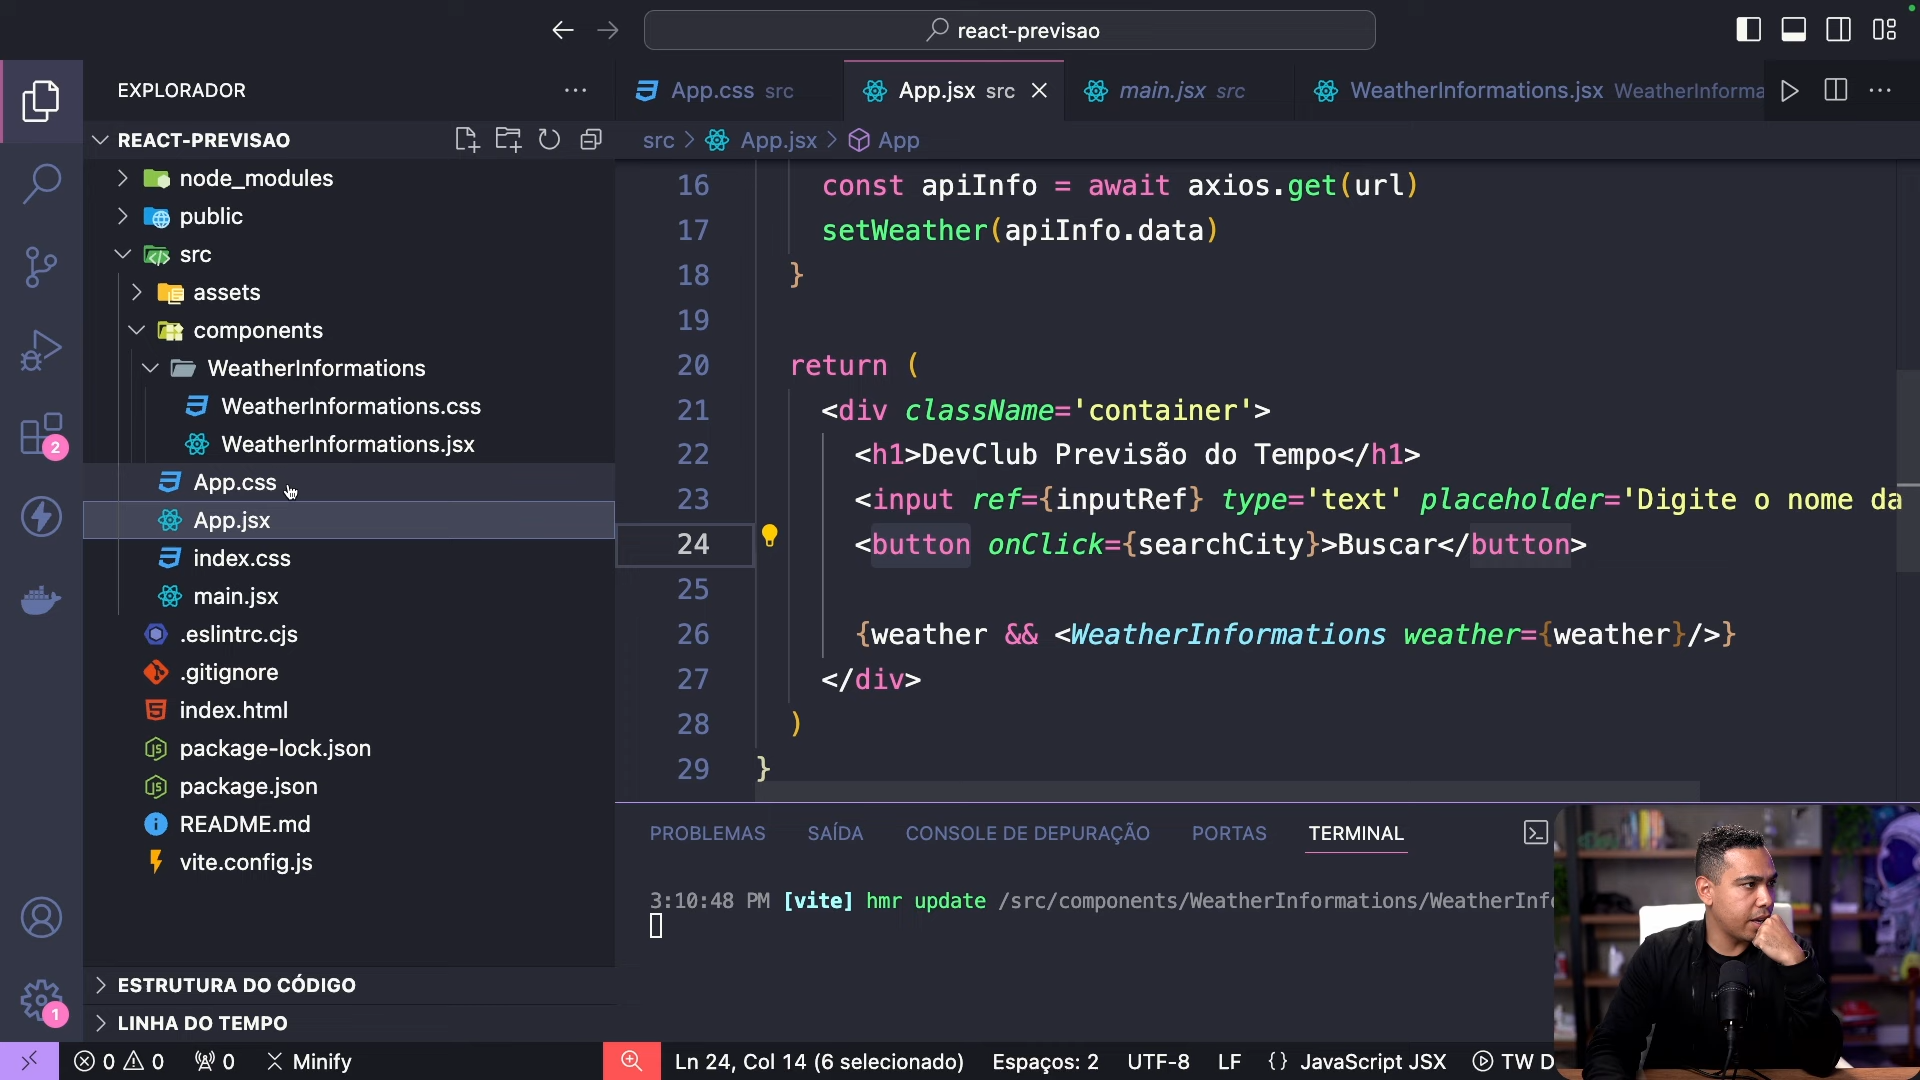 react-previsao
EXPLORADOR
REACT-PREVISAO
node_modules
public
src
assets
components
WeatherInformations
WeatherInformations.css
WeatherInformations.jsx
App.css
App.jsx
index.css
main.jsx
.eslintrc.cjs
.gitignore
index.html
package-lock.json
package.json
README.md
vite.config.js
ESTRUTURA DO CÓDIGO
LINHA DO TEMPO
2
1
App.css src
App.jsx src
main.jsx src
WeatherInformations.jsx WeatherInforma
src > App.jsx > App
16 const apiInfo = await axios.get(url)
17 setWeather(apiInfo.data)
18 }
19
20 return (
21 <div className='container'>
22 <h1>DevClub Previsão do Tempo</h1>
23 <input ref={inputRef} type='text' placeholder='Digite o nome da
24 <button onClick={searchCity}>Buscar</button>
25
26 {weather && <WeatherInformations weather={weather}/>}
27 </div>
28 )
29 }
PROBLEMAS SAÍDA CONSOLE DE DEPURAÇÃO PORTAS TERMINAL
3:10:48 PM [vite] hmr update /src/components/WeatherInformations/WeatherInfo
0 0 0 Minify Ln 24, Col 14 (6 selecionado) Espaços: 2 UTF-8 LF {} JavaScript JSX TW D